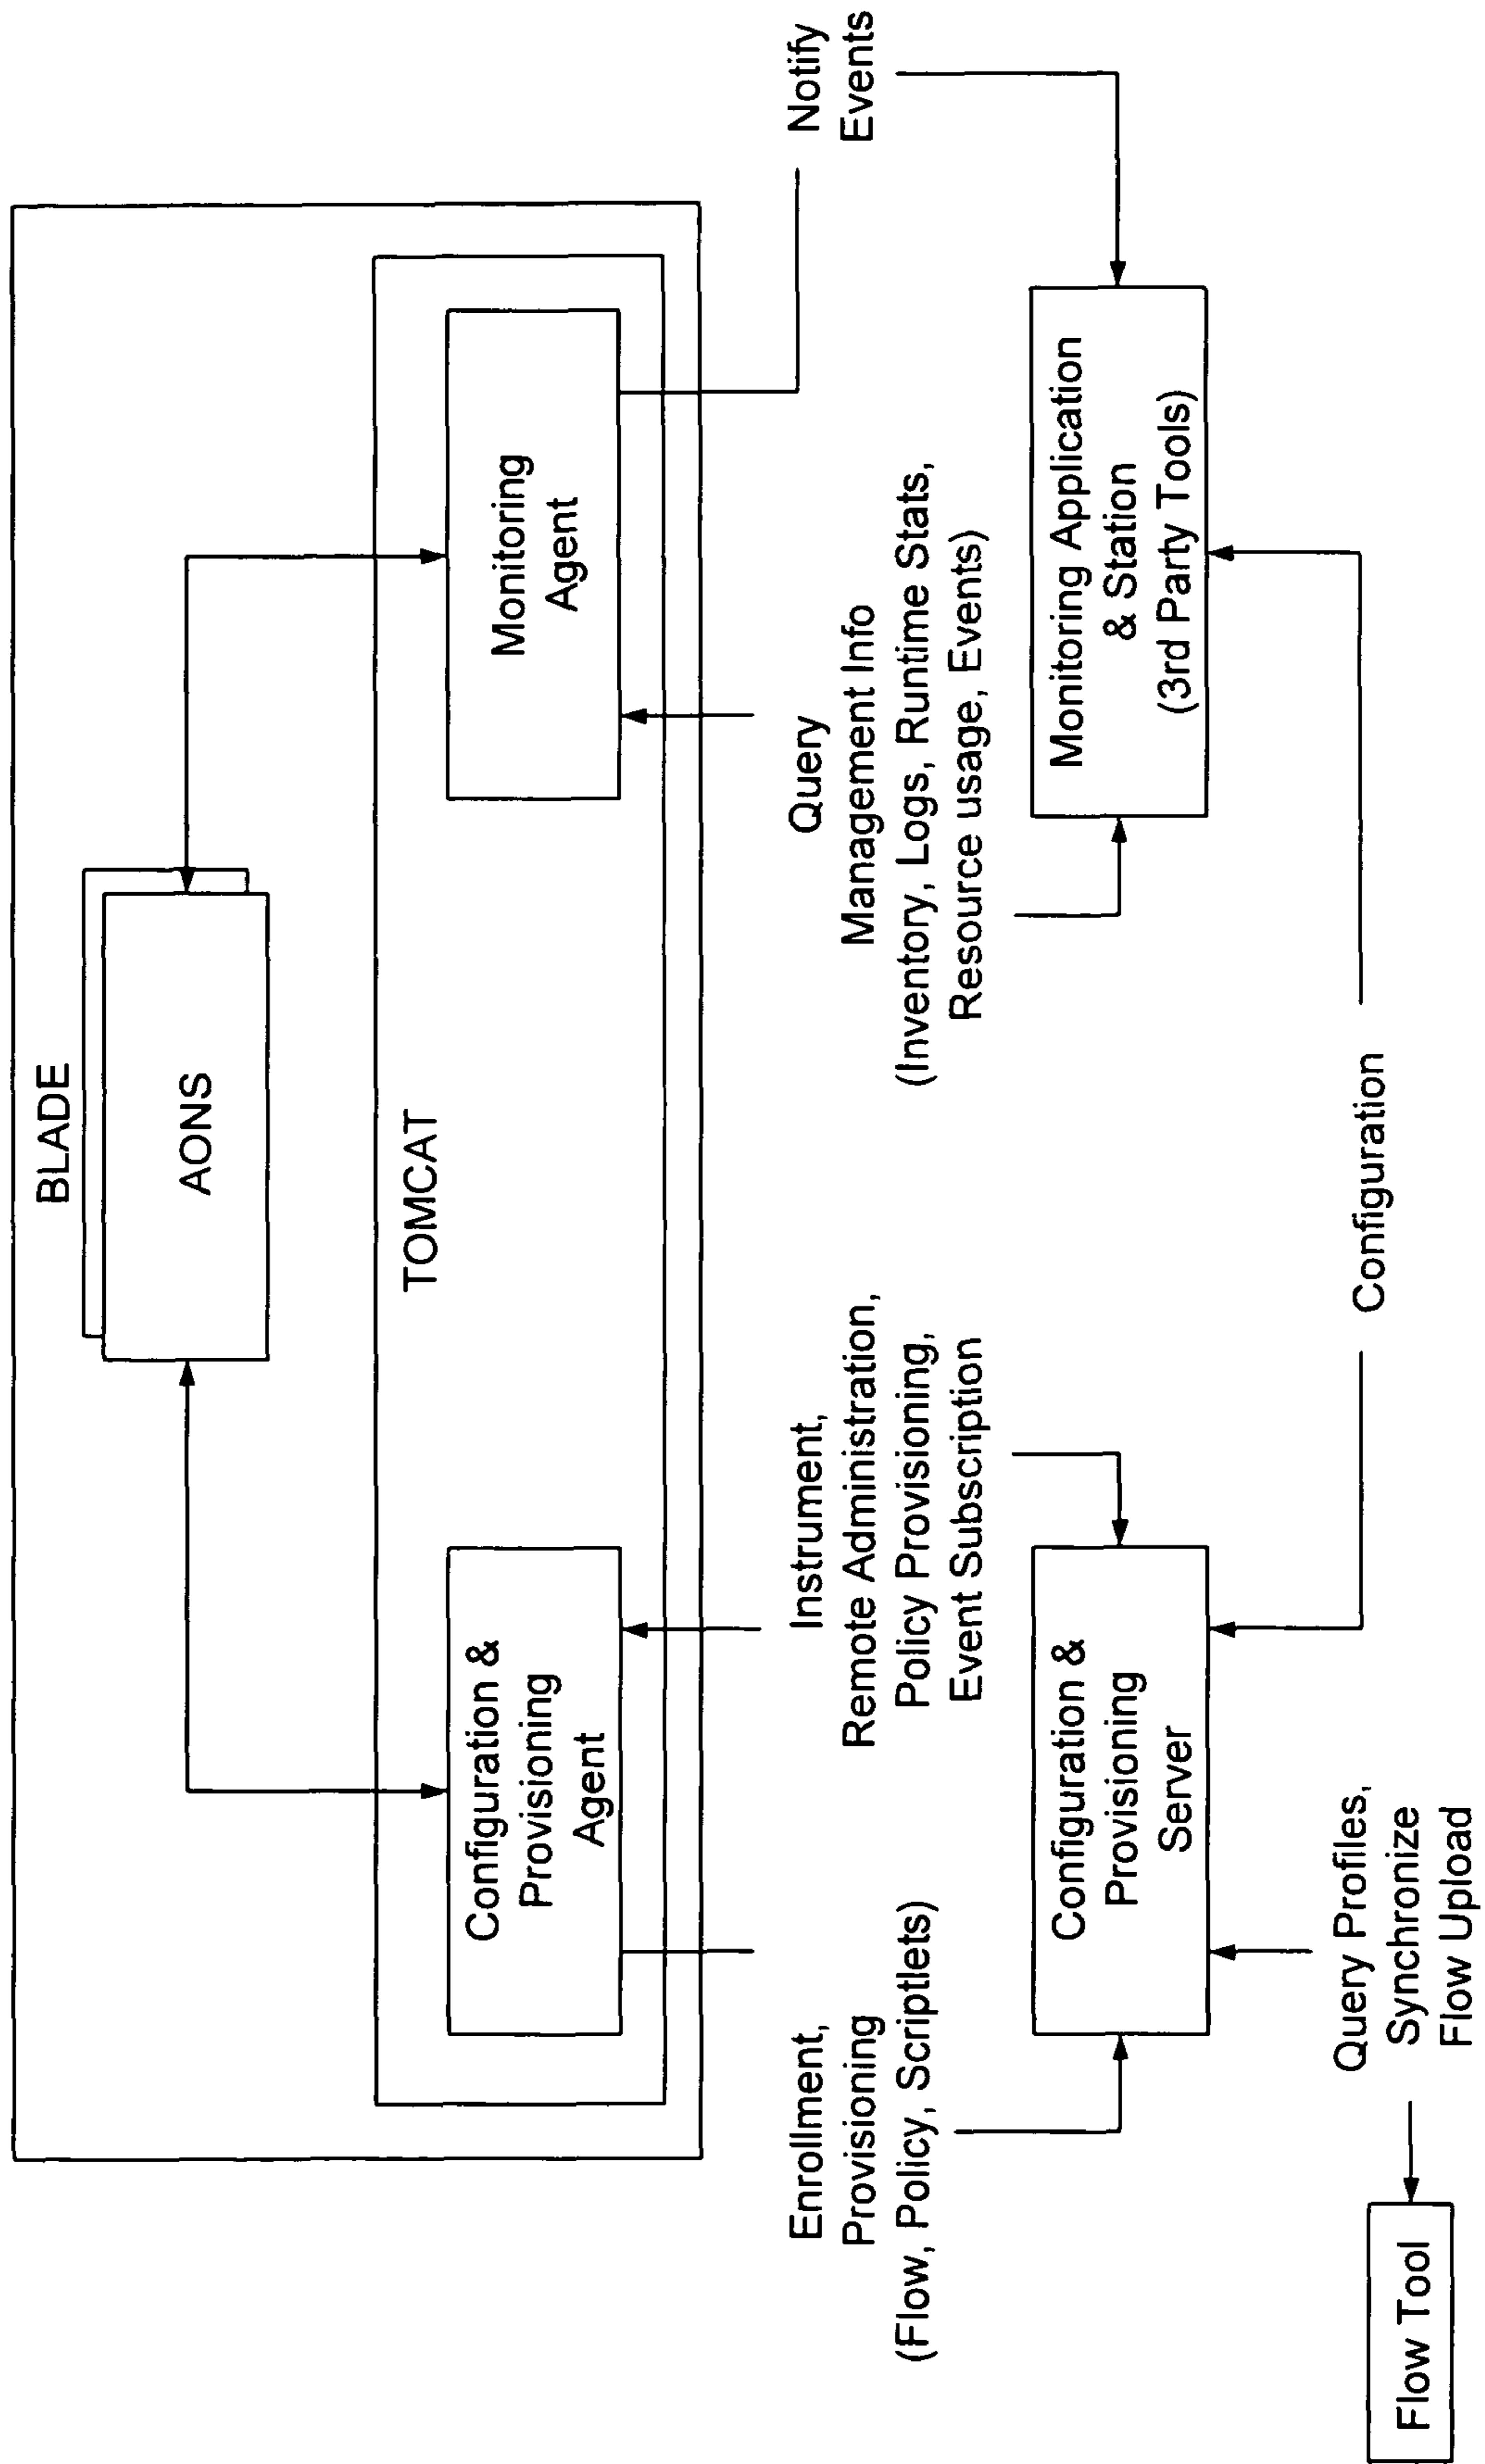 BLADE
AONS
TOMCAT
Configuration &
Provisioning
Agent
Monitoring
Agent
Enrollment,
Provisioning
(Flow, Policy, Scriptlets)
Instrument,
Remote Administration,
Policy Provisioning,
Event Subscription
Query
Management Info
(Inventory, Logs, Runtime Stats,
Resource usage, Events)
Notify
Events
Configuration &
Provisioning
Server
Monitoring Application
& Station
(3rd Party Tools)
Configuration
Query Profiles,
Synchronize
Flow Upload
Flow Tool